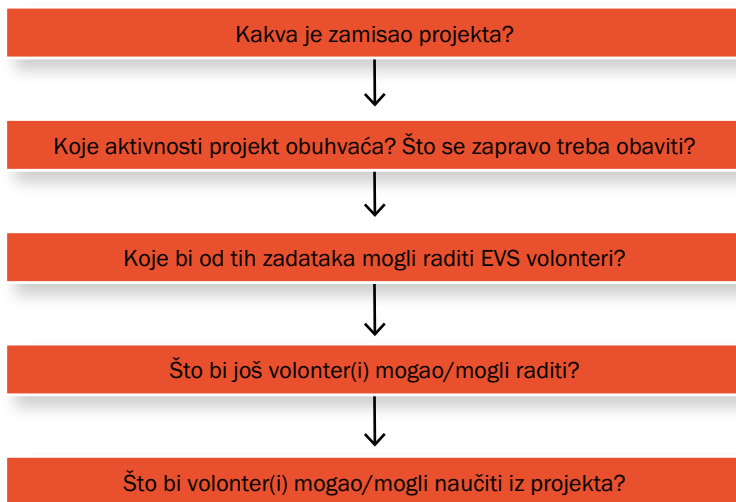 Kakva je zamisao projekta?
Koje aktivnosti projekt obuhvaća? Što se zapravo treba obaviti?
Koje bi od tih zadataka mogli raditi EVS volonteri?
Što bi još volonter(i) mogao/mogli raditi?
Što bi volonter(i) mogao/mogli naučiti iz projekta?